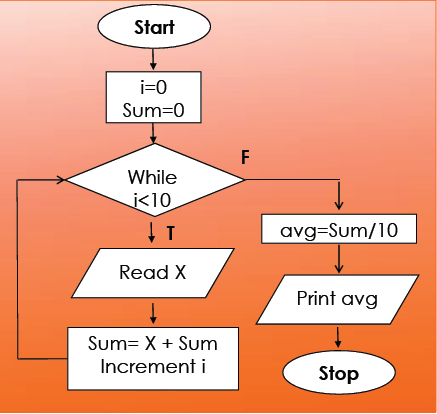 Start
i=0
Sum=0
While
i<10
F
T
Read X
Sum= X + Sum
Increment i
avg=Sum/10
Print avg
Stop